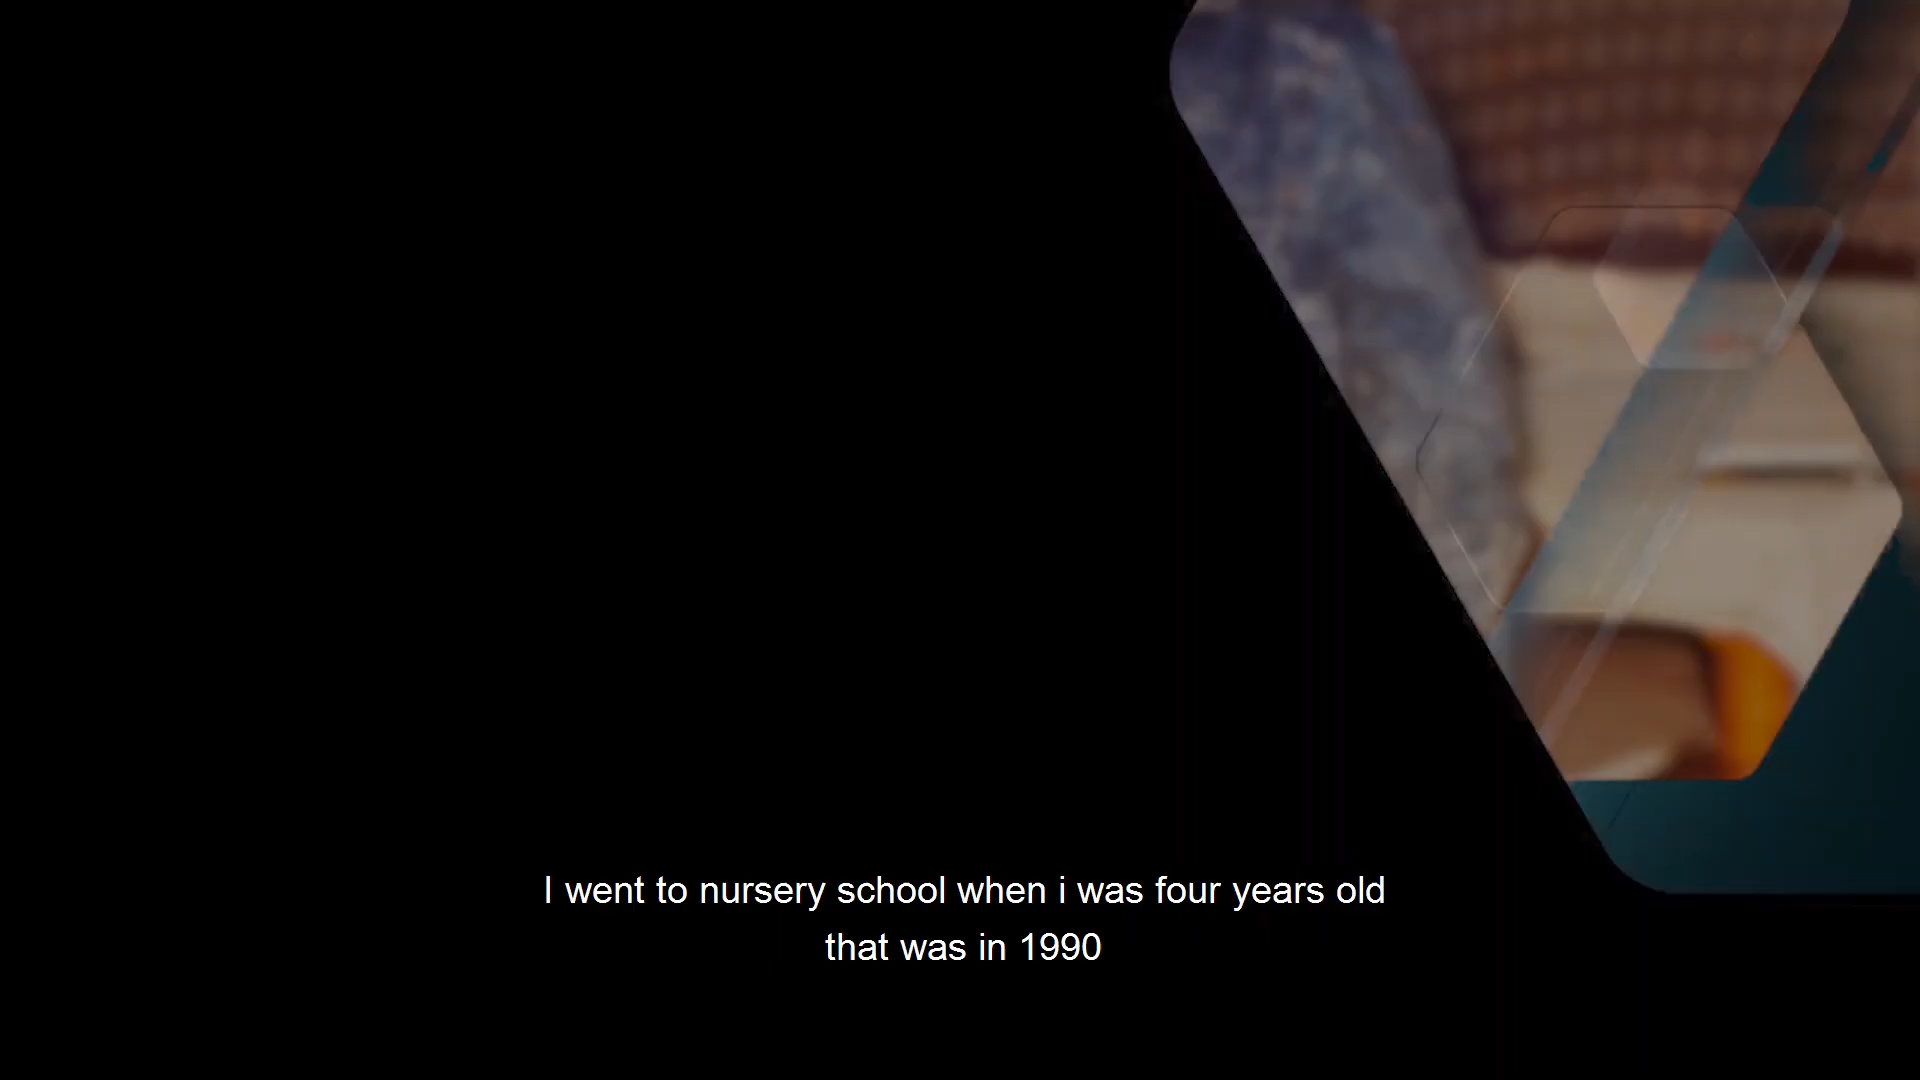 I went to nursery school when i was four years old
that was in 1990